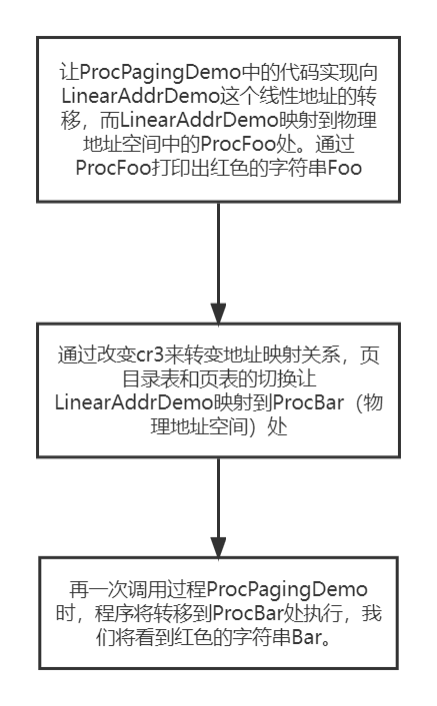 让ProcPagingDemo中的代码实现向
LinearAddrDemo这个线性地址的转
移，而LinearAddrDemo映射到物理
地址空间中的ProcFoo处。通过
ProcFoo打印出红色的字符串Foo
通过改变cr3来转变地址映射关系，页
目录表和页表的切换让
LinearAddrDemo映射到ProcBar（物
理地址空间）处
再一次调用过程ProcPagingDemo
时，程序将转移到ProcBar处执行，我
们将看到红色的字符串Bar。